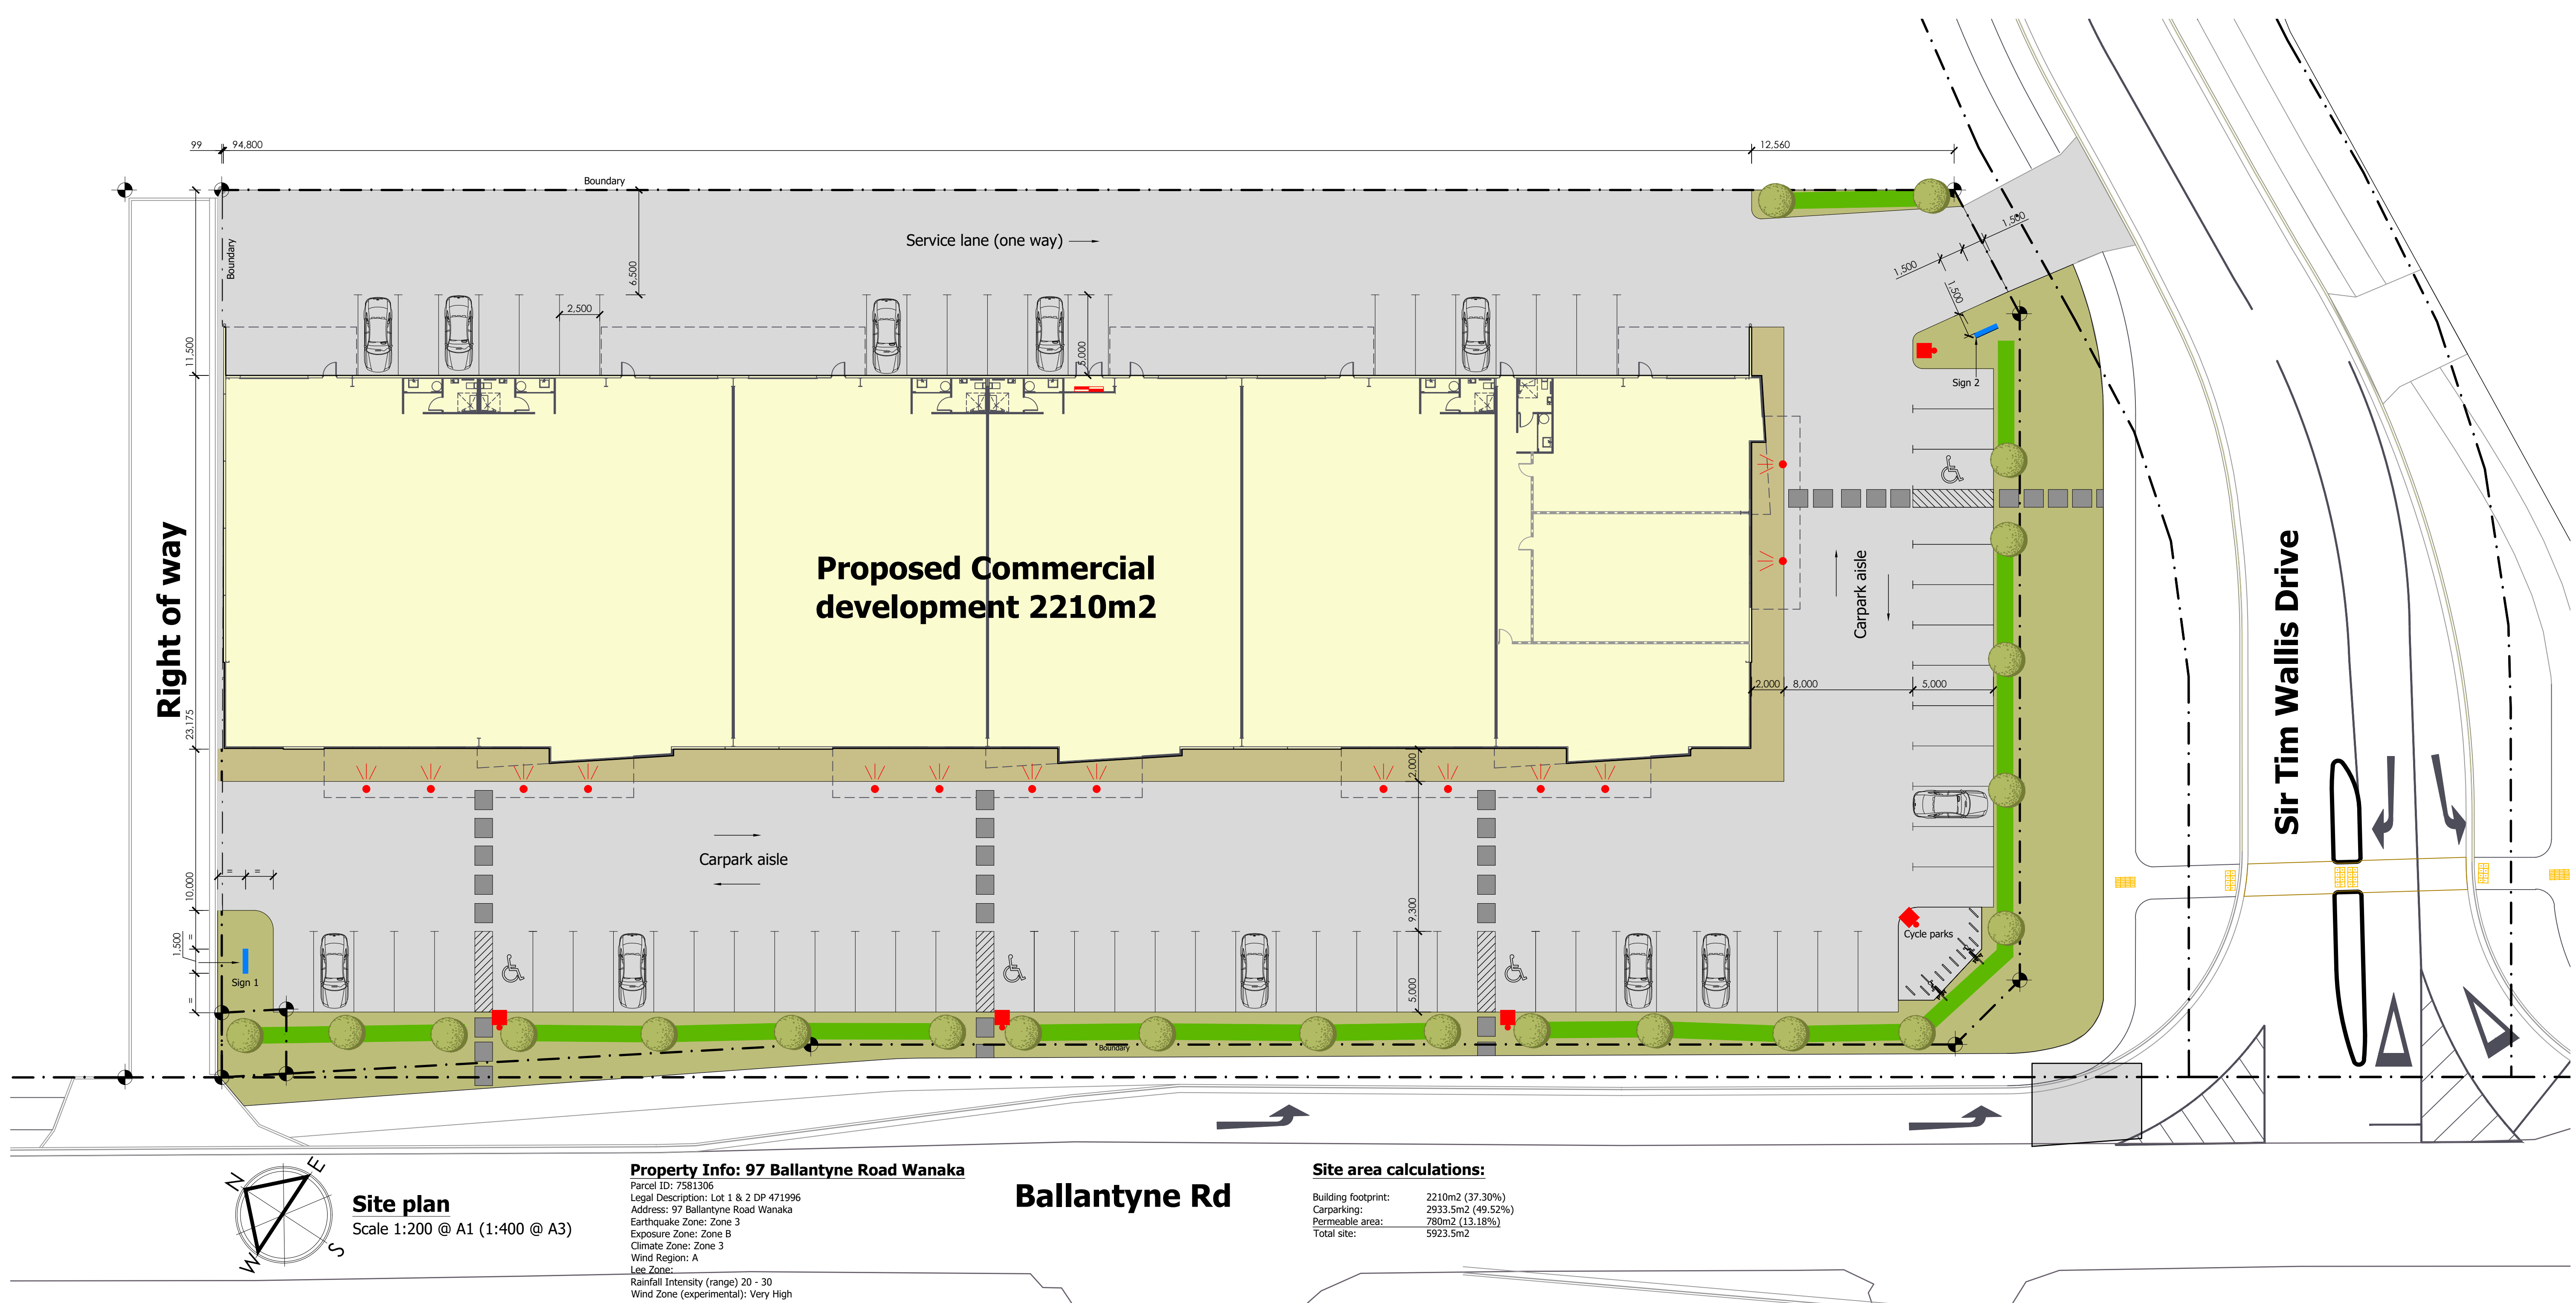 99
94,800
12,560
Boundary
1,500
Boundary
Service lane (one way)
1,500
6,500
1,500
2,500
11,500
5,000
Sign 2
Right of way
Proposed Commercial
development 2210m2
Carpark aisle
Sir Tim Wallis Drive
2,000
8,000
5,000
23,175
2,000
Carpark aisle
=
=
10,000
9,300
Cycle parks
=
1,500
Sign 1
5,000
=
Boundary
N
E
S
W
Site plan
Scale 1:200 @ A1 (1:400 @ A3)
Property Info: 97 Ballantyne Road Wanaka
Parcel ID: 7581306
Legal Description: Lot 1 & 2 DP 471996
Address: 97 Ballantyne Road Wanaka
Earthquake Zone: Zone 3
Exposure Zone: Zone B
Climate Zone: Zone 3
Wind Region: A
Lee Zone:
Rainfall Intensity (range) 20 - 30
Wind Zone (experimental): Very High
Ballantyne Rd
Site area calculations:
Building footprint: 2210m2 (37.30%)
Carparking: 2933.5m2 (49.52%)
Permeable area: 780m2 (13.18%)
Total site: 5923.5m2